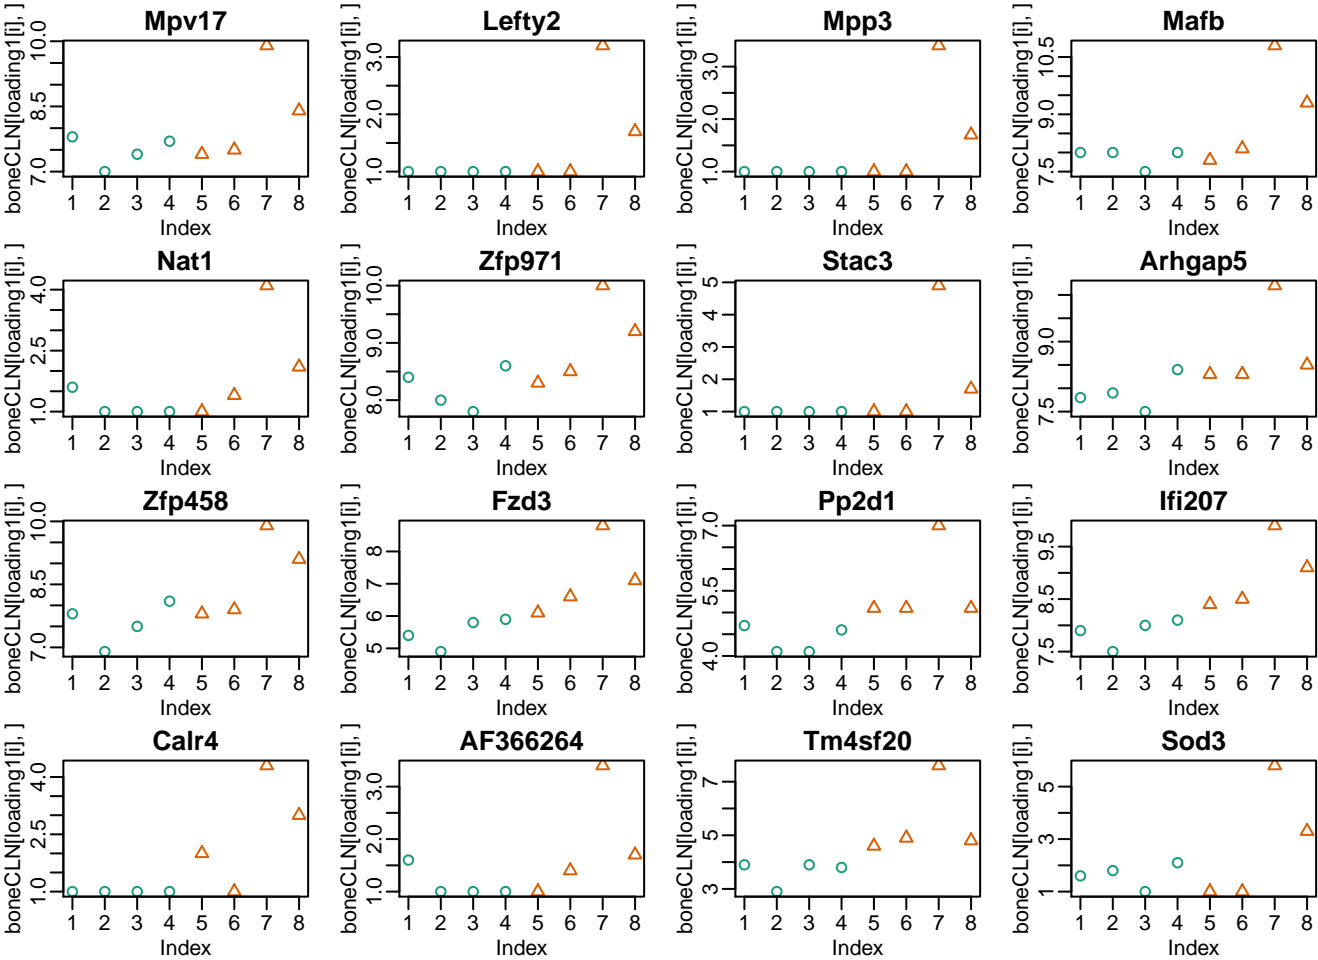 Mpv17 Lefty2 Mpp3 Mafb
boneCLN[loading1[i], ] boneCLN[loading1[i], ] boneCLN[loading1[i], ] boneCLN[loading1[i], ]
7.0 8.5 10.0 1.0 2.0 3.0 1.0 2.0 3.0 7.5 9.0 10.5
1 2 3 4 5 6 7 8 1 2 3 4 5 6 7 8 1 2 3 4 5 6 7 8 1 2 3 4 5 6 7 8
Index Index Index Index
Nat1 Zfp971 Stac3 Arhgap5
boneCLN[loading1[i], ] boneCLN[loading1[i], ] boneCLN[loading1[i], ] boneCLN[loading1[i], ]
1.0 2.5 4.0 8.0 9.0 10.0 1 2 3 4 5 7.5 9.0
1 2 3 4 5 6 7 8 1 2 3 4 5 6 7 8 1 2 3 4 5 6 7 8 1 2 3 4 5 6 7 8
Index Index Index Index
Zfp458 Fzd3 Pp2d1 Ifi207
boneCLN[loading1[i], ] boneCLN[loading1[i], ] boneCLN[loading1[i], ] boneCLN[loading1[i], ]
7.0 8.5 10.0 5 6 7 8 4.0 5.5 7.0 7.5 8.5 9.5
1 2 3 4 5 6 7 8 1 2 3 4 5 6 7 8 1 2 3 4 5 6 7 8 1 2 3 4 5 6 7 8
Index Index Index Index
Calr4 AF366264 Tm4sf20 Sod3
boneCLN[loading1[i], ] boneCLN[loading1[i], ] boneCLN[loading1[i], ] boneCLN[loading1[i], ]
1.0 2.5 4.0 1.0 2.0 3.0 3 5 7 1 3 5
1 2 3 4 5 6 7 8 1 2 3 4 5 6 7 8 1 2 3 4 5 6 7 8 1 2 3 4 5 6 7 8
Index Index Index Index